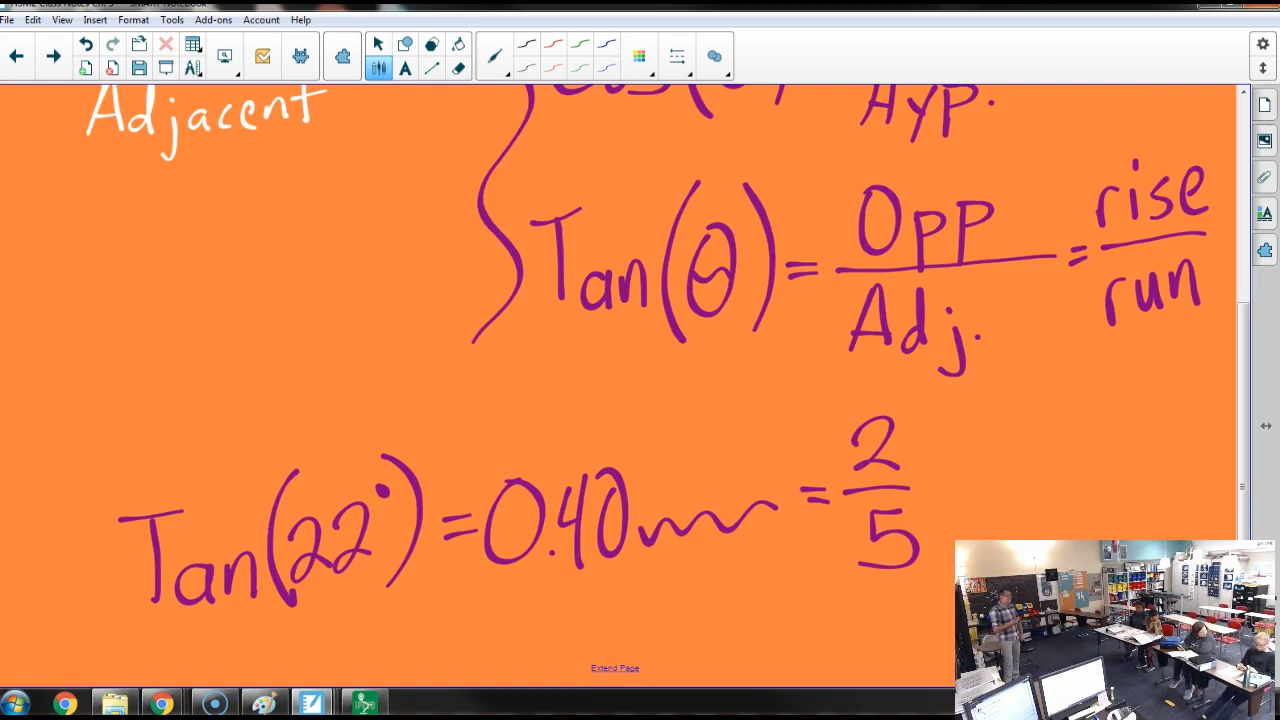 File Edit View Insert Format Tools Add-ons Account Help
Adjacent
Hyp.
Tan(θ) = Opp/Adj. = rise/run
Tan(22°) = 0.40 = 2/5
Extend Page